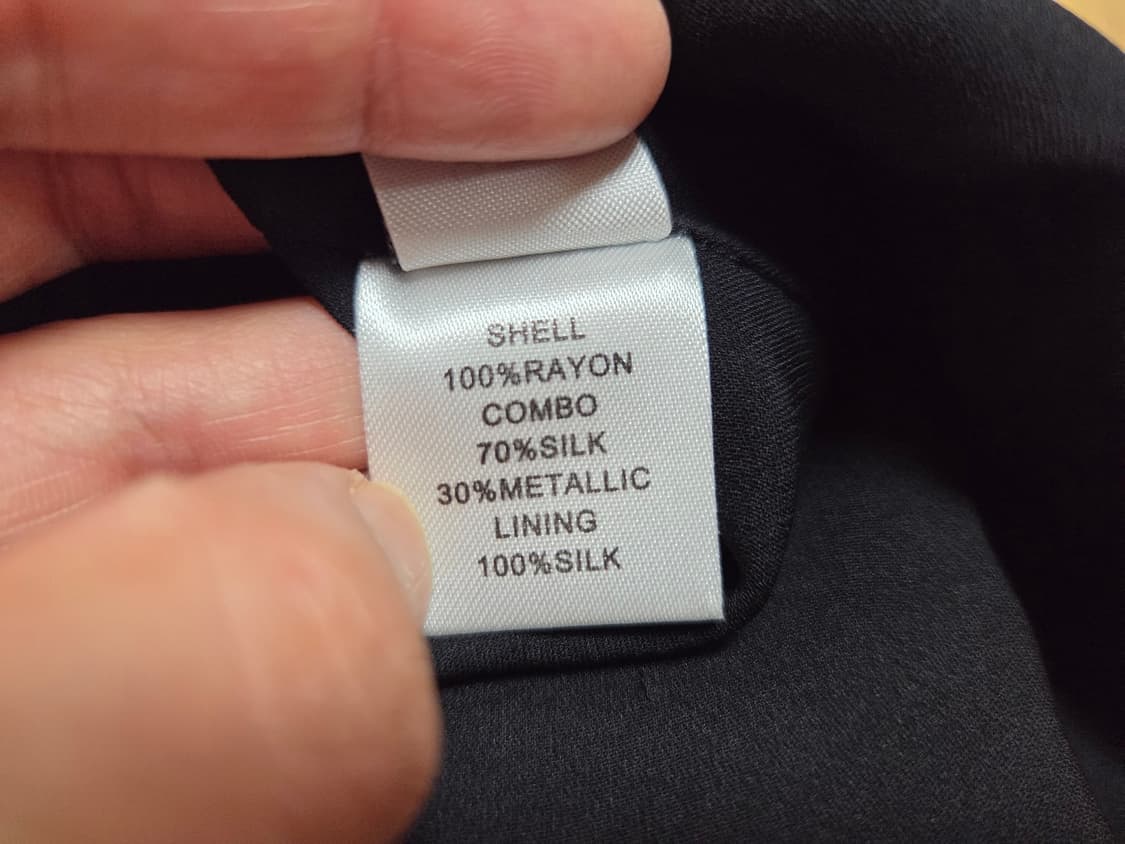 SHELL
100%RAYON
COMBO
70%SILK
30%METALLIC
LINING
100%SILK